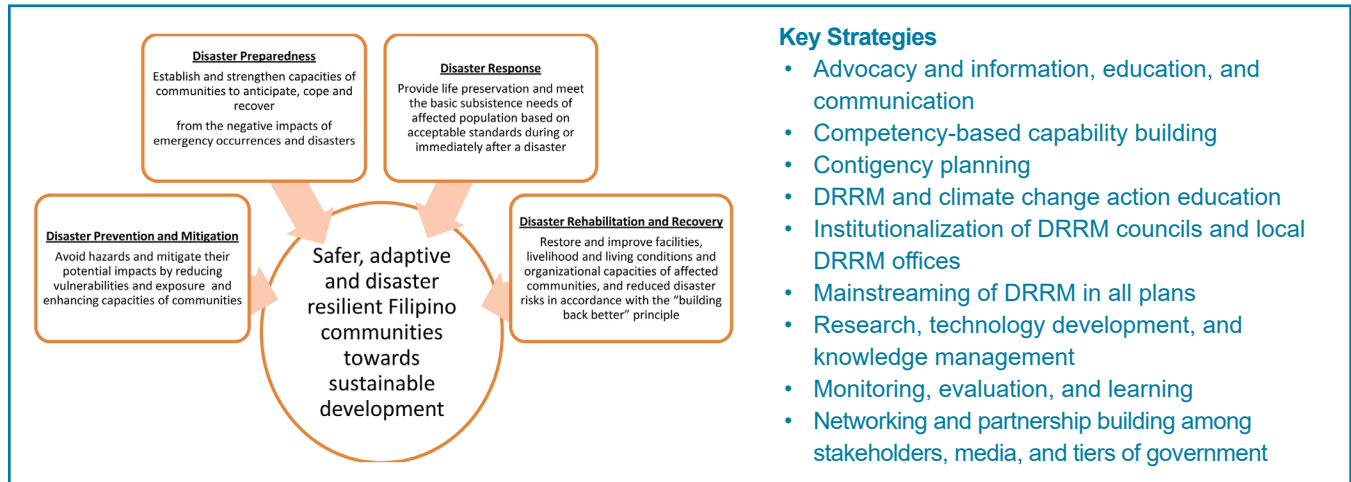 Disaster Preparedness
Establish and strengthen capacities of
communities to anticipate, cope and
recover
from the negative impacts of
emergency occurrences and disasters
Disaster Response
Provide life preservation and meet
the basic subsistence needs of
affected population based on
acceptable standards during or
immediately after a disaster
Disaster Prevention and Mitigation
Avoid hazards and mitigate their
potential impacts by reducing
vulnerabilities and exposure and
enhancing capacities of communities
Disaster Rehabilitation and Recovery
Restore and improve facilities,
livelihood and living conditions and
organizational capacities of affected
communities, and reduced disaster
risks in accordance with the “building
back better” principle
Safer, adaptive
and disaster
resilient Filipino
communities
towards
sustainable
development
Key Strategies
• Advocacy and information, education, and
communication
• Competency-based capability building
• Contigency planning
• DRRM and climate change action education
• Institutionalization of DRRM councils and local
DRRM offices
• Mainstreaming of DRRM in all plans
• Research, technology development, and
knowledge management
• Monitoring, evaluation, and learning
• Networking and partnership building among
stakeholders, media, and tiers of government